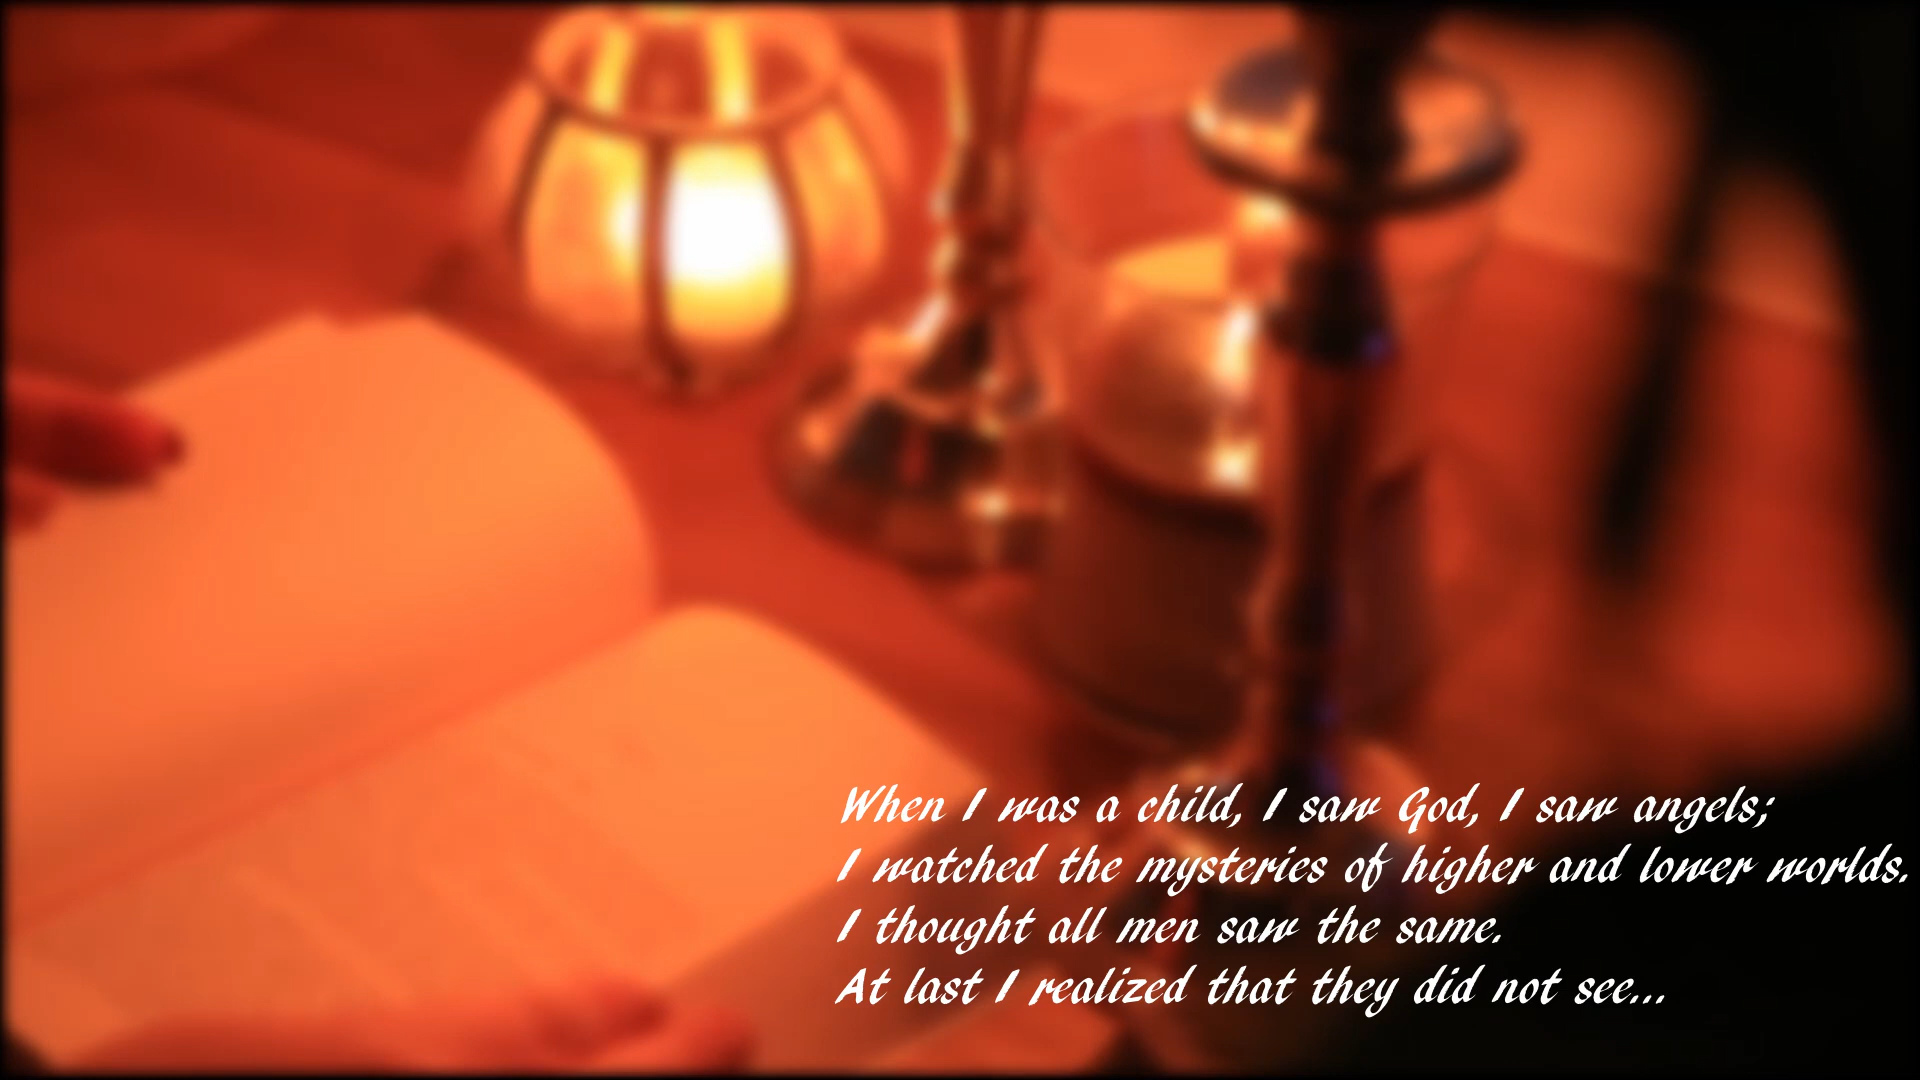 When I was a child, I saw God, I saw angels;
I watched the mysteries of higher and lower worlds.
I thought all men saw the same.
At last I realized that they did not see...